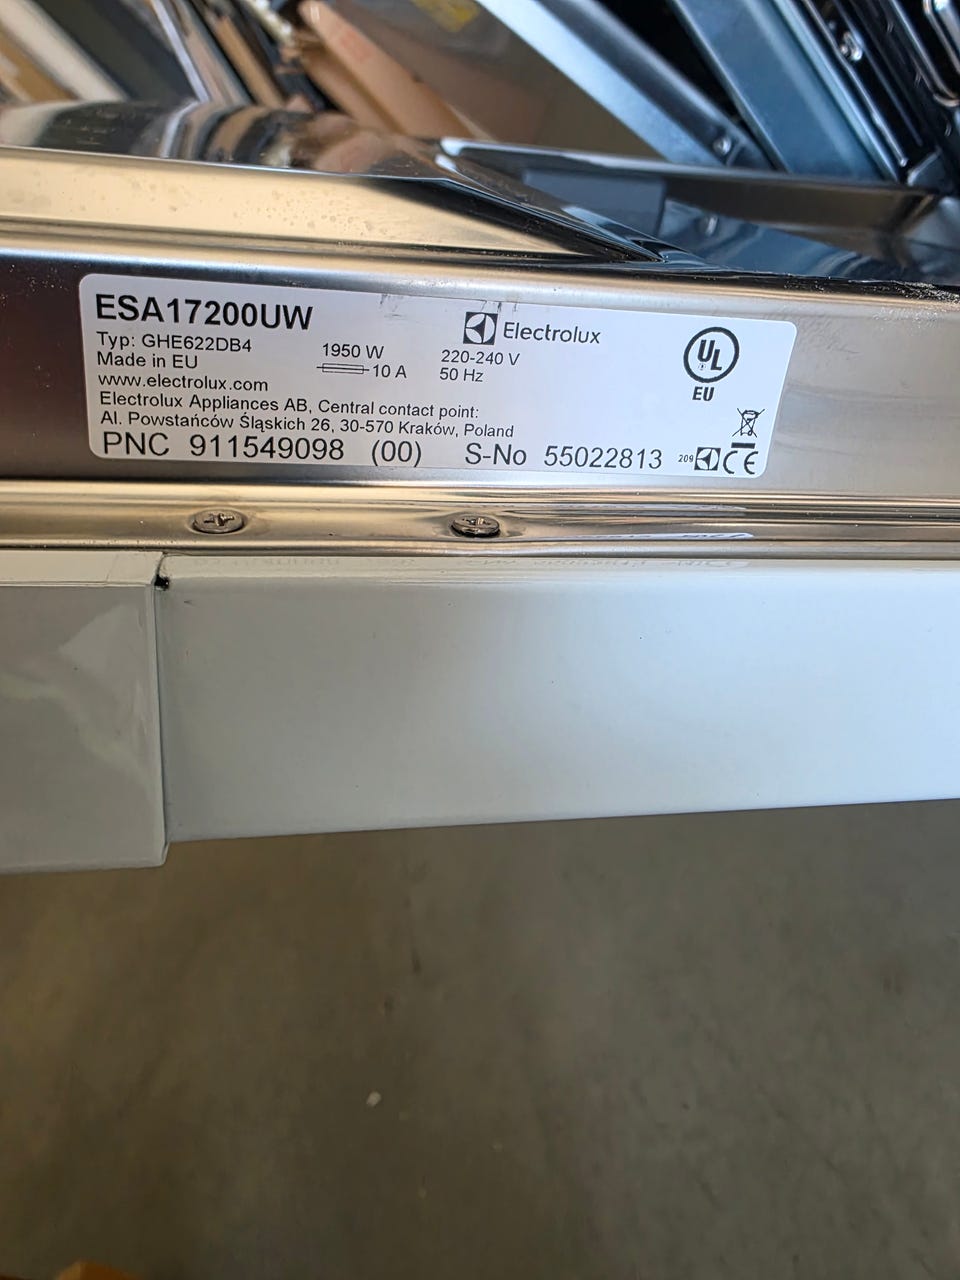 ESA17200UW
Electrolux
Typ: GHE622DB4
1950 W
220-240 V
UL
Made in EU
10 A
50 Hz
EU
www.electrolux.com
Electrolux Appliances AB, Central contact point:
Al. Powstańców Śląskich 26, 30-570 Kraków, Poland
PNC 911549098 (00) S-No 55022813 209 CE